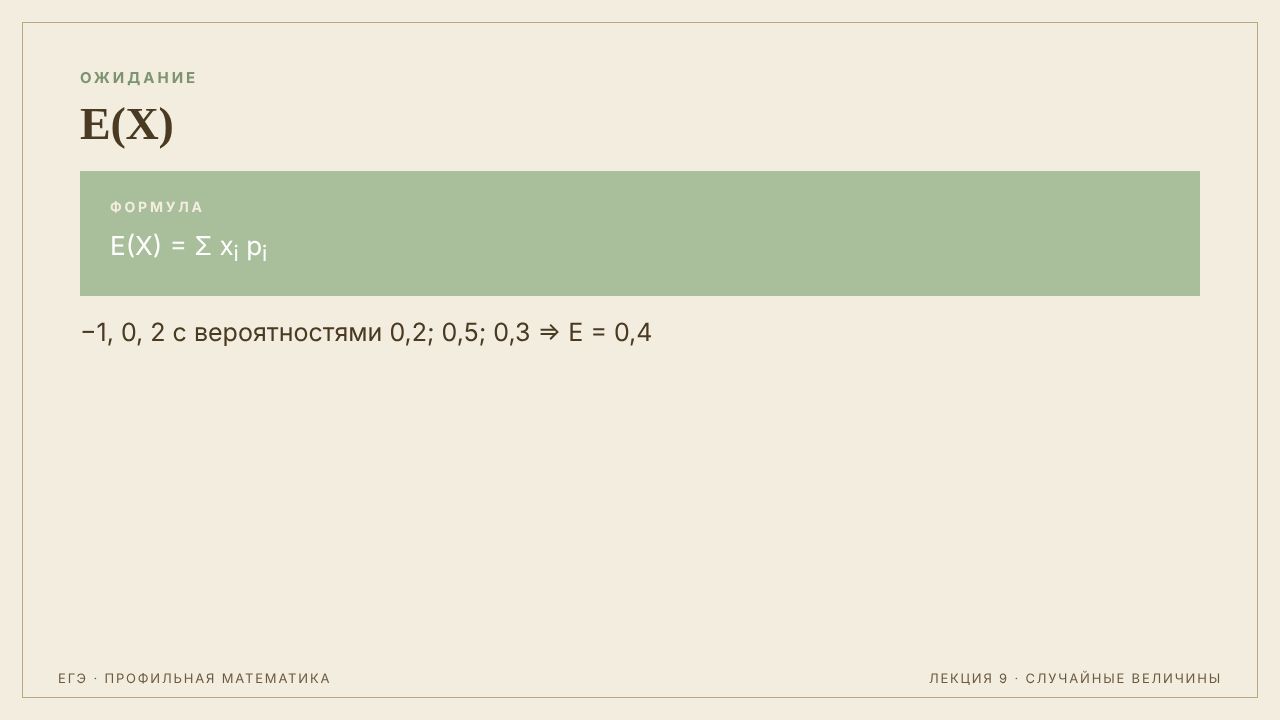 ОЖИДАНИЕ
E(X)
ФОРМУЛА
E(X) = Σ xᵢ pᵢ
−1, 0, 2 с вероятностями 0,2; 0,5; 0,3 ⇒ E = 0,4
ЕГЭ · ПРОФИЛЬНАЯ МАТЕМАТИКА
ЛЕКЦИЯ 9 · СЛУЧАЙНЫЕ ВЕЛИЧИНЫ